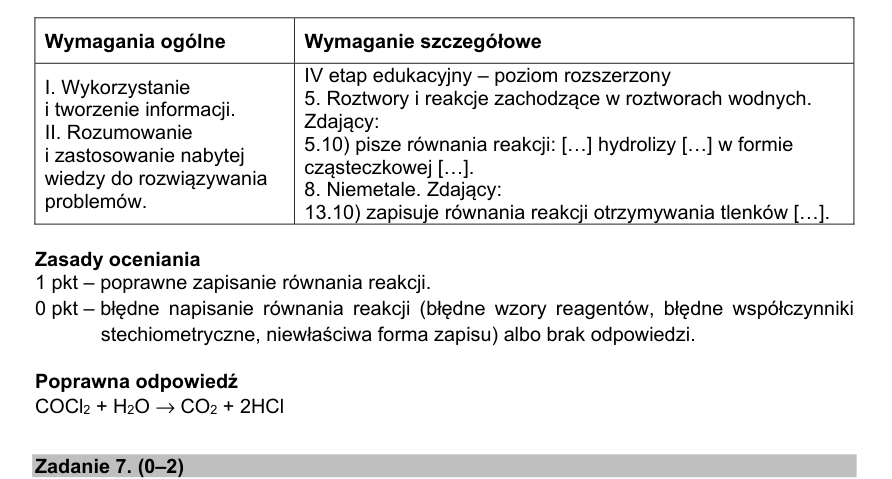 Wymagania ogólne
Wymaganie szczegółowe
I. Wykorzystanie
i tworzenie informacji.
II. Rozumowanie
i zastosowanie nabytej
wiedzy do rozwiązywania
problemów.
IV etap edukacyjny – poziom rozszerzony
5. Roztwory i reakcje zachodzące w roztworach wodnych.
Zdający:
5.10) pisze równania reakcji: […] hydrolizy […] w formie
cząsteczkowej […].
8. Niemetale. Zdający:
13.10) zapisuje równania reakcji otrzymywania tlenków […].
Zasady oceniania
1 pkt – poprawne zapisanie równania reakcji.
0 pkt – błędne napisanie równania reakcji (błędne wzory reagentów, błędne współczynniki
stechiometryczne, niewłaściwa forma zapisu) albo brak odpowiedzi.
Poprawna odpowiedź
COCl₂ + H₂O → CO₂ + 2HCl
Zadanie 7. (0–2)